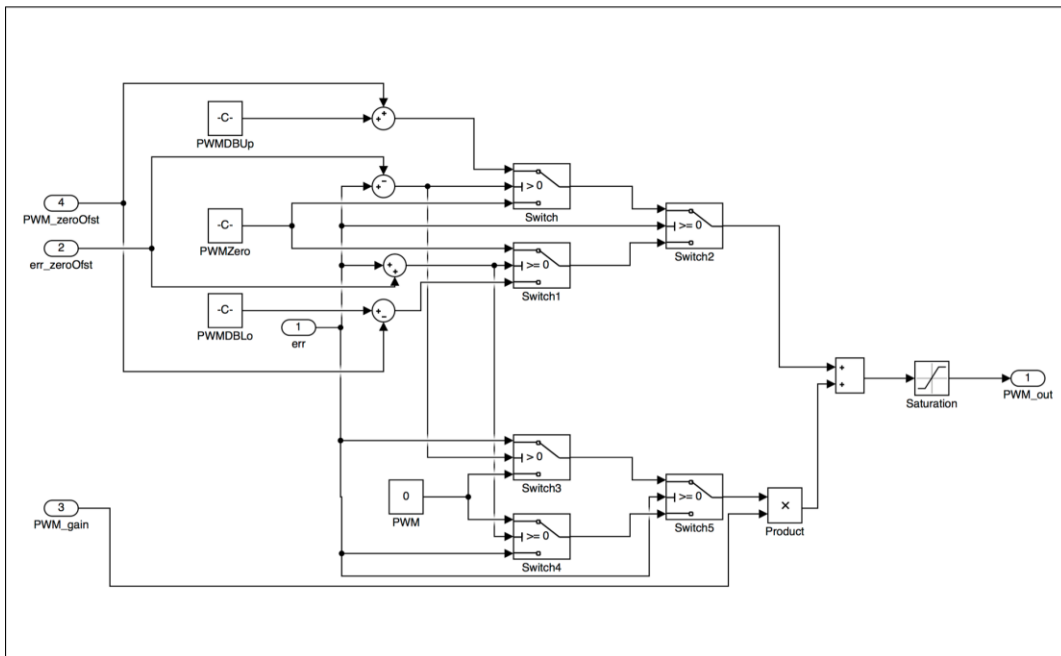 +
+
-C-
PWMDBUp
-
+
> 0
Switch
4
PWM_zeroOfst
-C-
PWMZero
>= 0
Switch2
2
err_zeroOfst
+
+
>= 0
Switch1
-C-
PWMDBLo
+
-
1
err
+
+
Saturation
1
PWM_out
> 0
Switch3
0
PWM
>= 0
Switch5
×
Product
3
PWM_gain
>= 0
Switch4